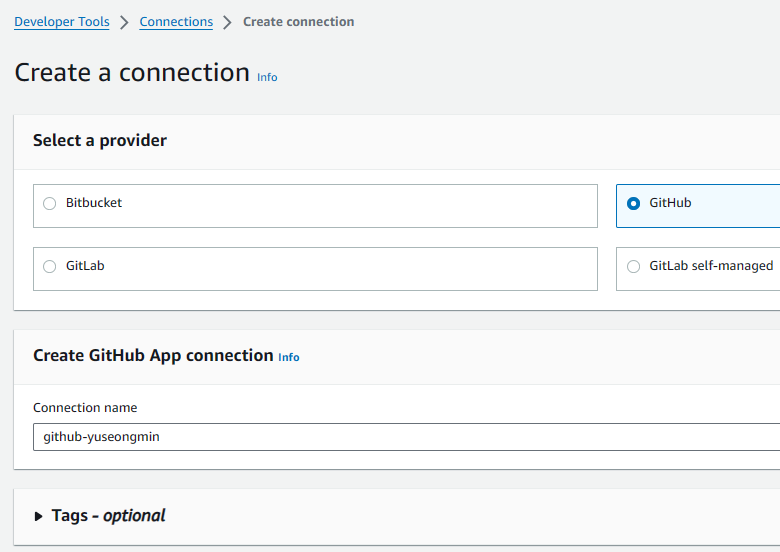 Developer Tools > Connections > Create connection
Create a connection Info
Select a provider
Bitbucket
GitHub
GitLab
GitLab self-managed
Create GitHub App connection Info
Connection name
github-yuseongmin
Tags - optional